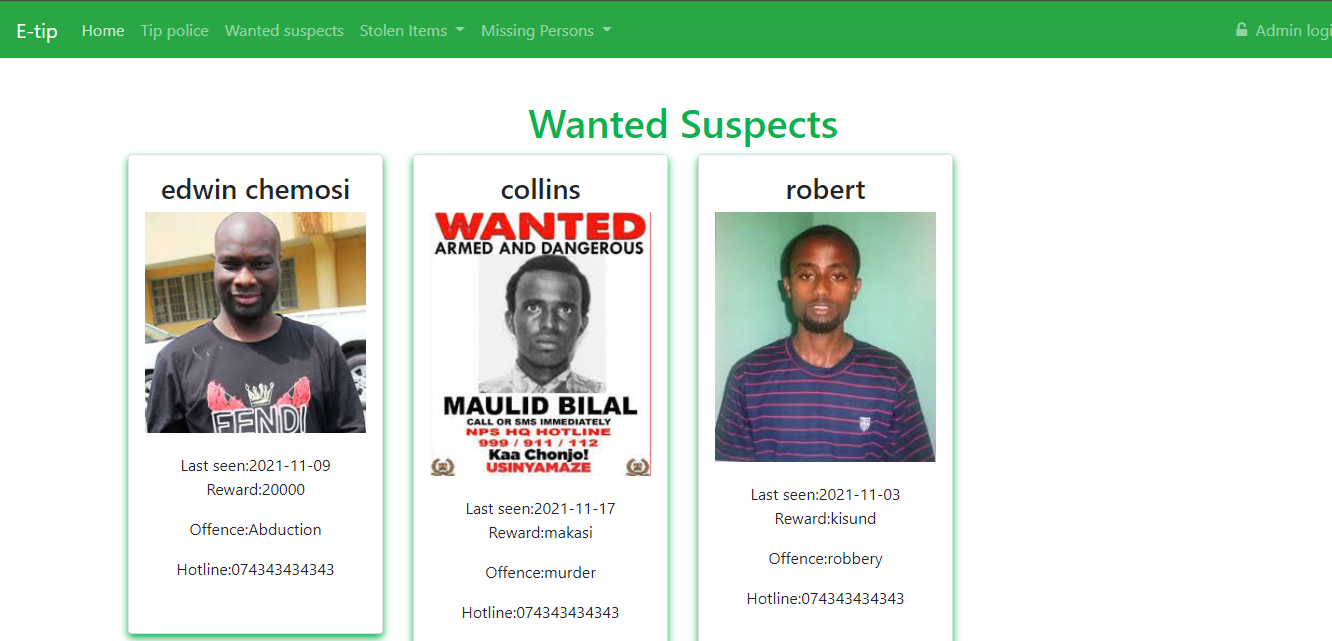 E-tip Home Tip police Wanted suspects Stolen Items Missing Persons Admin logi
Wanted Suspects
edwin chemosi
FENDI
Last seen:2021-11-09
Reward:20000
Offence:Abduction
Hotline:074343434343
collins
WANTED
ARMED AND DANGEROUS
MAULID BILAL
CALL OR SMS IMMEDIATELY
NPS HQ HOTLINE
999 / 911 / 112
Kaa Chonjo!
USINYAMAZE
Last seen:2021-11-17
Reward:makasi
Offence:murder
Hotline:074343434343
robert
Last seen:2021-11-03
Reward:kisund
Offence:robbery
Hotline:074343434343